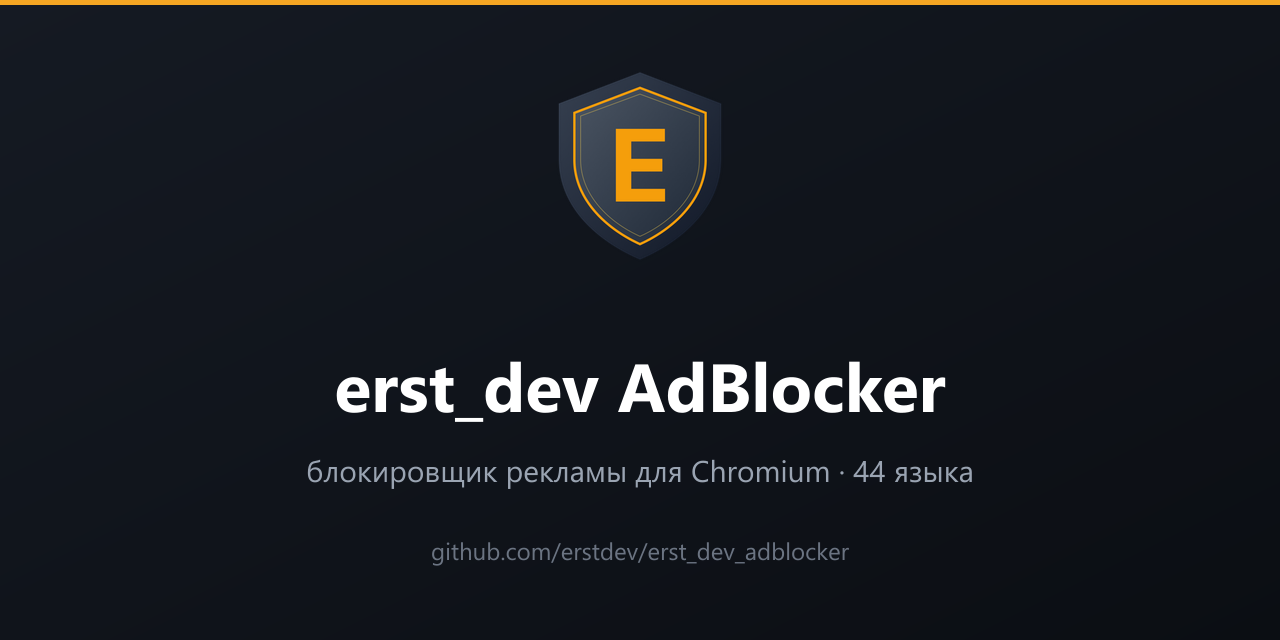 E
erst_dev AdBlocker
блокировщик рекламы для Chromium · 44 языка
github.com/erstdev/erst_dev_adblocker